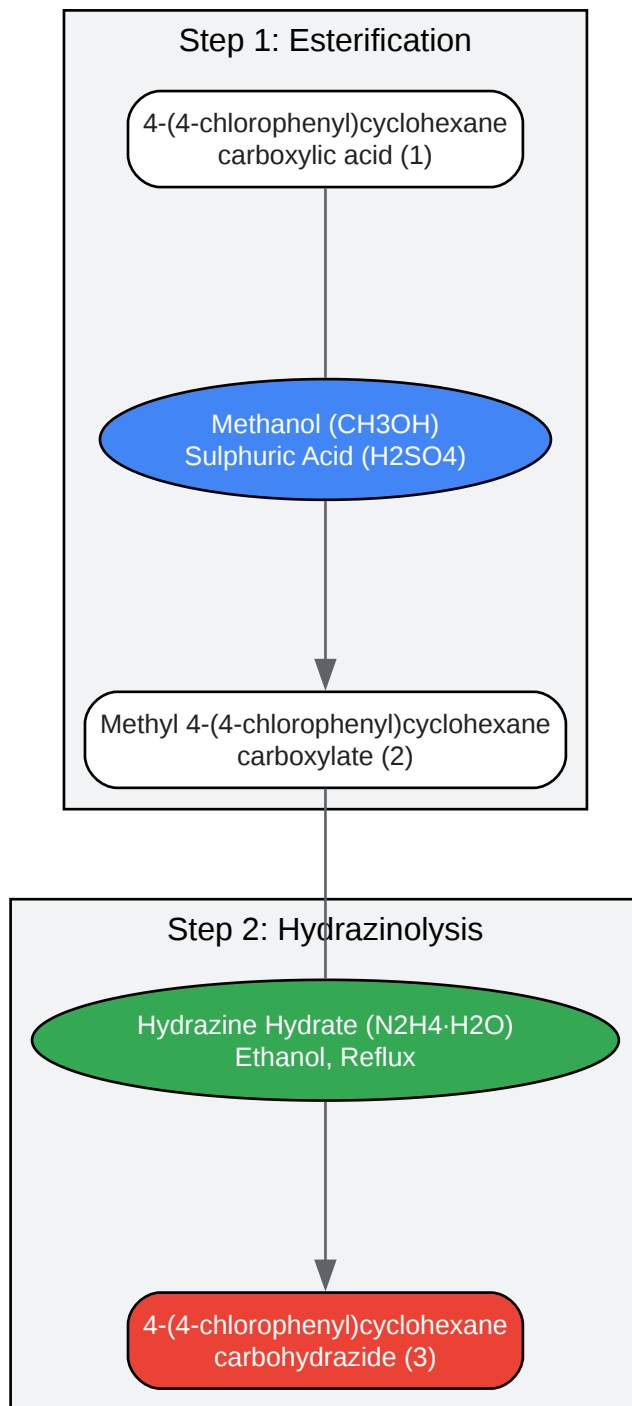 Step 1: Esterification
4-(4-chlorophenyl)cyclohexane
carboxylic acid (1)
Methanol (CH3OH)
Sulphuric Acid (H2SO4)
Methyl 4-(4-chlorophenyl)cyclohexane
carboxylate (2)
Step 2: Hydrazinolysis
Hydrazine Hydrate (N2H4·H2O)
Ethanol, Reflux
4-(4-chlorophenyl)cyclohexane
carbohydrazide (3)